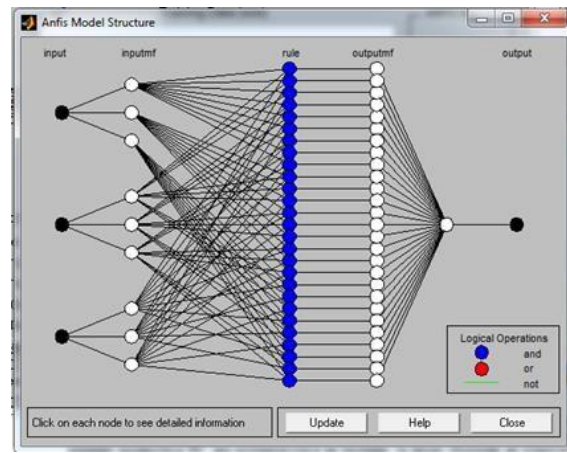 Anfis Model Structure
input inputmf rule outputmf output
Logical Operations
and
or
not
Click on each node to see detailed information
Update Help Close